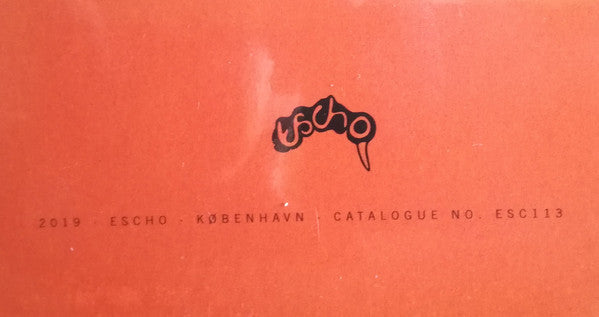 escho
2019 · ESCHO · KØBENHAVN · CATALOGUE NO. ESC113